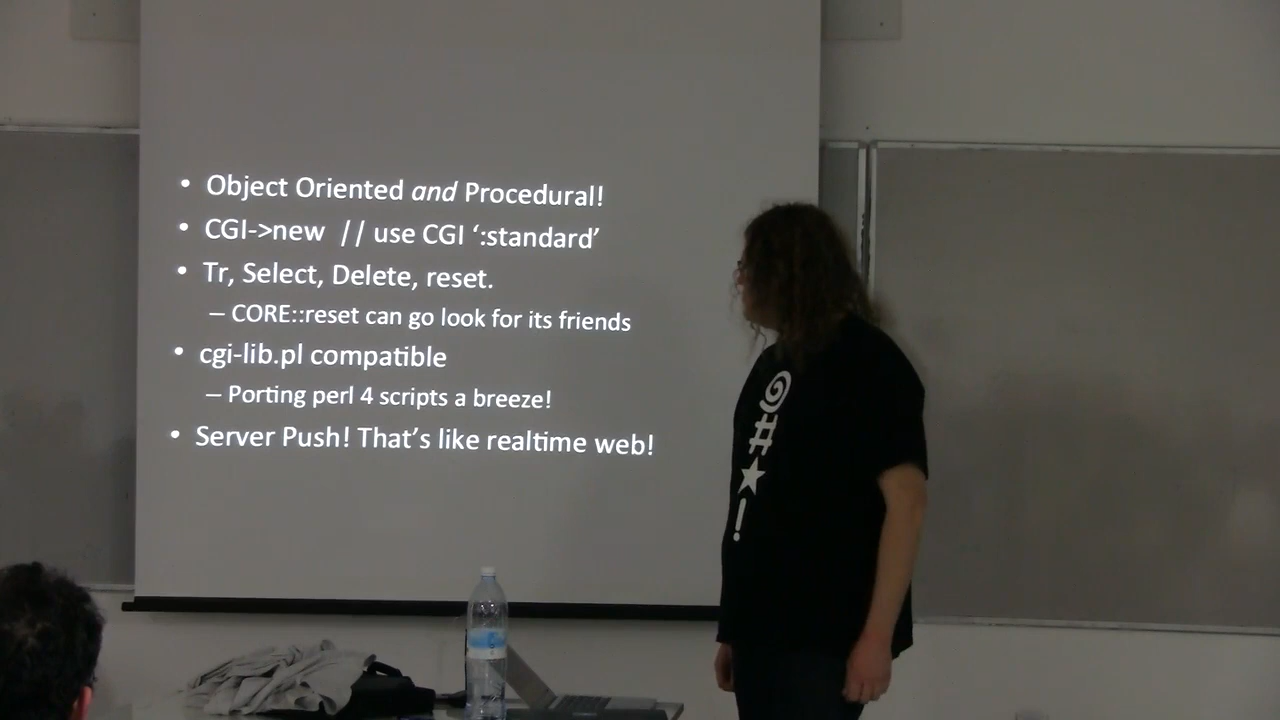 • Object Oriented and Procedural!
• CGI->new // use CGI ‘:standard’
• Tr, Select, Delete, reset.
– CORE::reset can go look for its friends
• cgi-lib.pl compatible
– Porting perl 4 scripts a breeze!
• Server Push! That’s like realtime web!
@
#
★
!